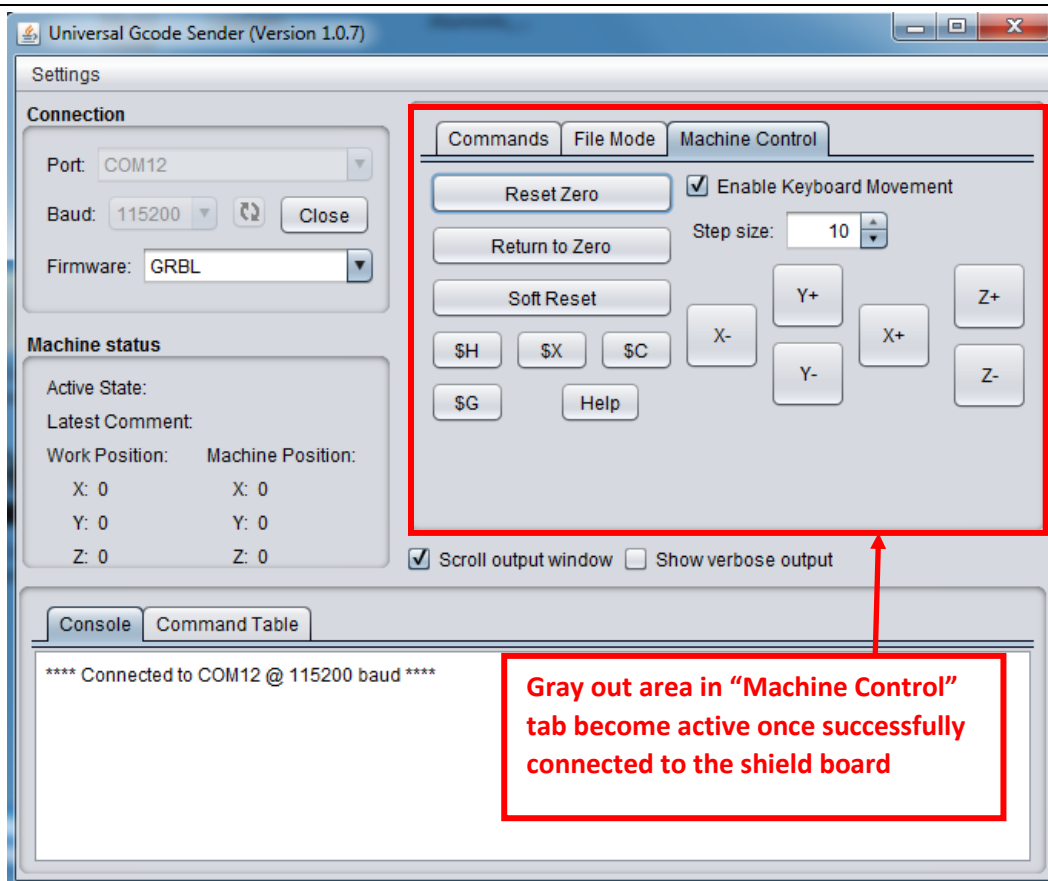 Universal Gcode Sender (Version 1.0.7)
Settings
Connection
Port: COM12
Baud: 115200 Close
Firmware: GRBL
Machine status
Active State:
Latest Comment:
Work Position: Machine Position:
X: 0 X: 0
Y: 0 Y: 0
Z: 0 Z: 0
Commands File Mode Machine Control
Reset Zero
Return to Zero
Soft Reset
$H $X $C
$G Help
Enable Keyboard Movement
Step size: 10
Y+ Z+
X- X+
Y- Z-
Scroll output window Show verbose output
Console Command Table
**** Connected to COM12 @ 115200 baud ****
Gray out area in “Machine Control”
tab become active once successfully
connected to the shield board